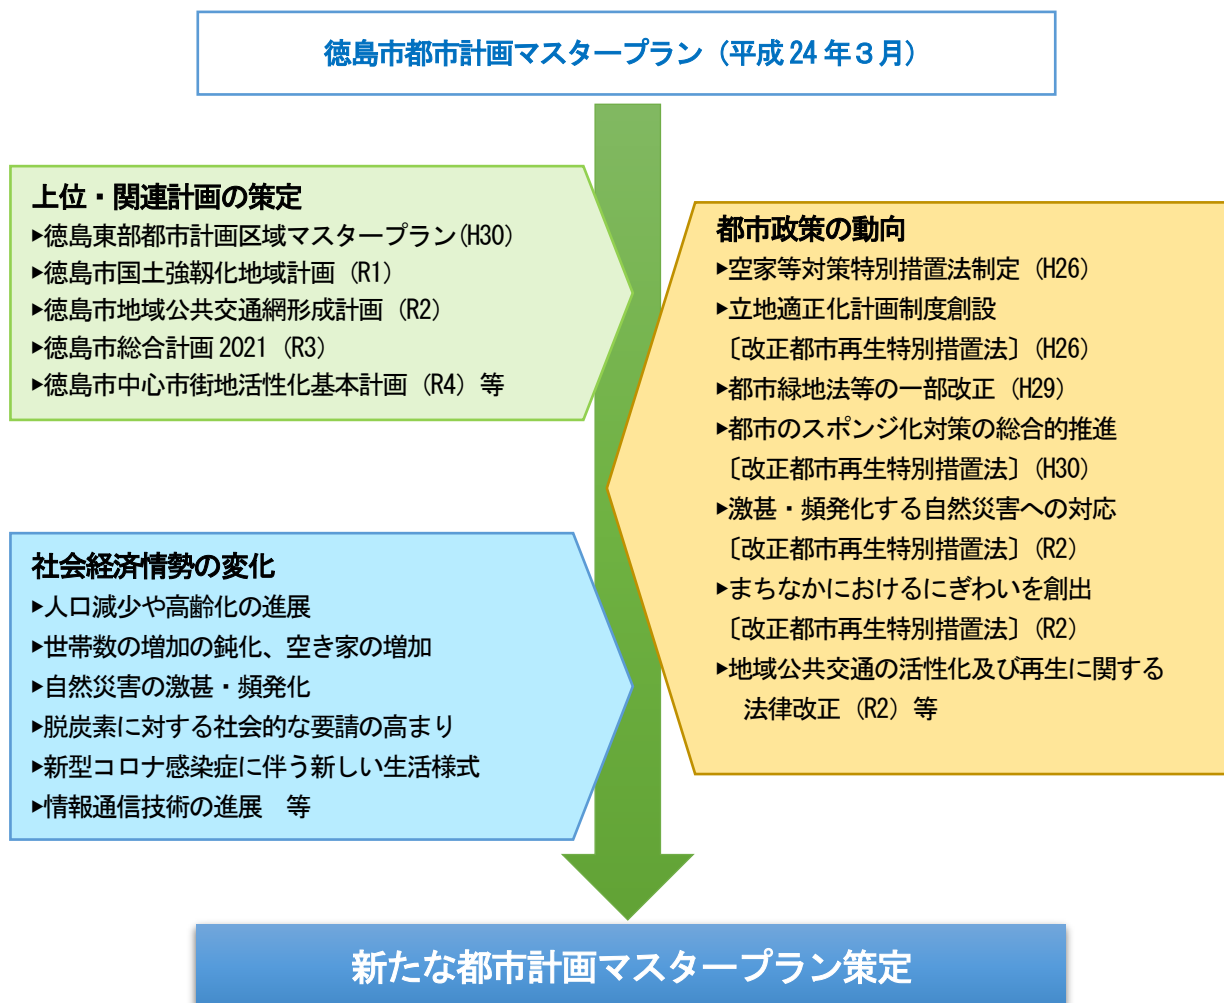 徳島市都市計画マスタープラン（平成24年３月）
上位・関連計画の策定
▶徳島東部都市計画区域マスタープラン(H30)
▶徳島市国土強靱化地域計画（R1）
▶徳島市地域公共交通網形成計画（R2）
▶徳島市総合計画2021（R3）
▶徳島市中心市街地活性化基本計画（R4）等
都市政策の動向
▶空家等対策特別措置法制定（H26）
▶立地適正化計画制度創設
〔改正都市再生特別措置法〕（H26）
▶都市緑地法等の一部改正（H29）
▶都市のスポンジ化対策の総合的推進
〔改正都市再生特別措置法〕（H30）
▶激甚・頻発化する自然災害への対応
〔改正都市再生特別措置法〕（R2）
▶まちなかにおけるにぎわいを創出
〔改正都市再生特別措置法〕（R2）
▶地域公共交通の活性化及び再生に関する
法律改正（R2）等
社会経済情勢の変化
▶人口減少や高齢化の進展
▶世帯数の増加の鈍化、空き家の増加
▶自然災害の激甚・頻発化
▶脱炭素に対する社会的な要請の高まり
▶新型コロナ感染症に伴う新しい生活様式
▶情報通信技術の進展　等
新たな都市計画マスタープラン策定